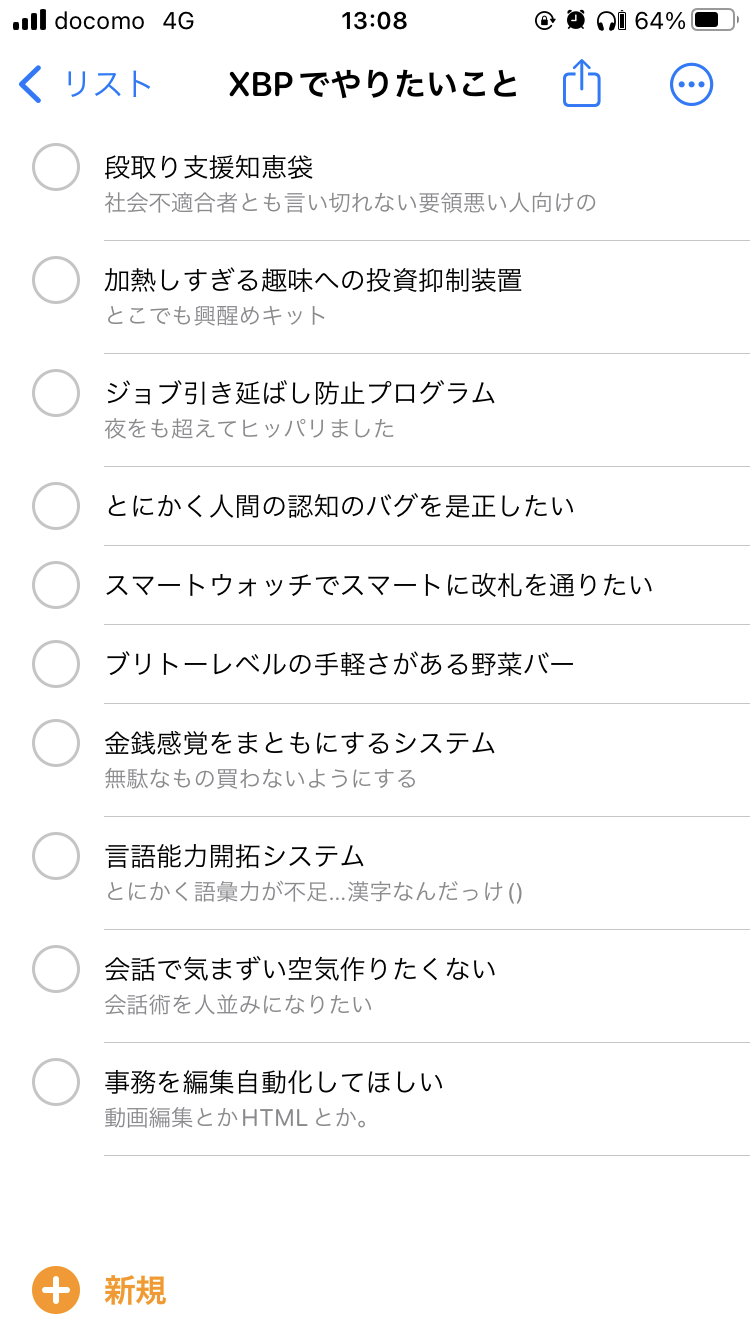 docomo 4G 13:08 64%
リスト XBPでやりたいこと
段取り支援知恵袋
社会不適合者とも言い切れない要領悪い人向けの
加熱しすぎる趣味への投資抑制装置
とこでも興醒めキット
ジョブ引き延ばし防止プログラム
夜をも超えてヒッパリました
とにかく人間の認知のバグを是正したい
スマートウォッチでスマートに改札を通りたい
ブリトーレベルの手軽さがある野菜バー
金銭感覚をまともにするシステム
無駄なもの買わないようにする
言語能力開拓システム
とにかく語彙力が不足...漢字なんだっけ()
会話で気まずい空気作りたくない
会話術を人並みになりたい
事務を編集自動化してほしい
動画編集とかHTMLとか。
新規